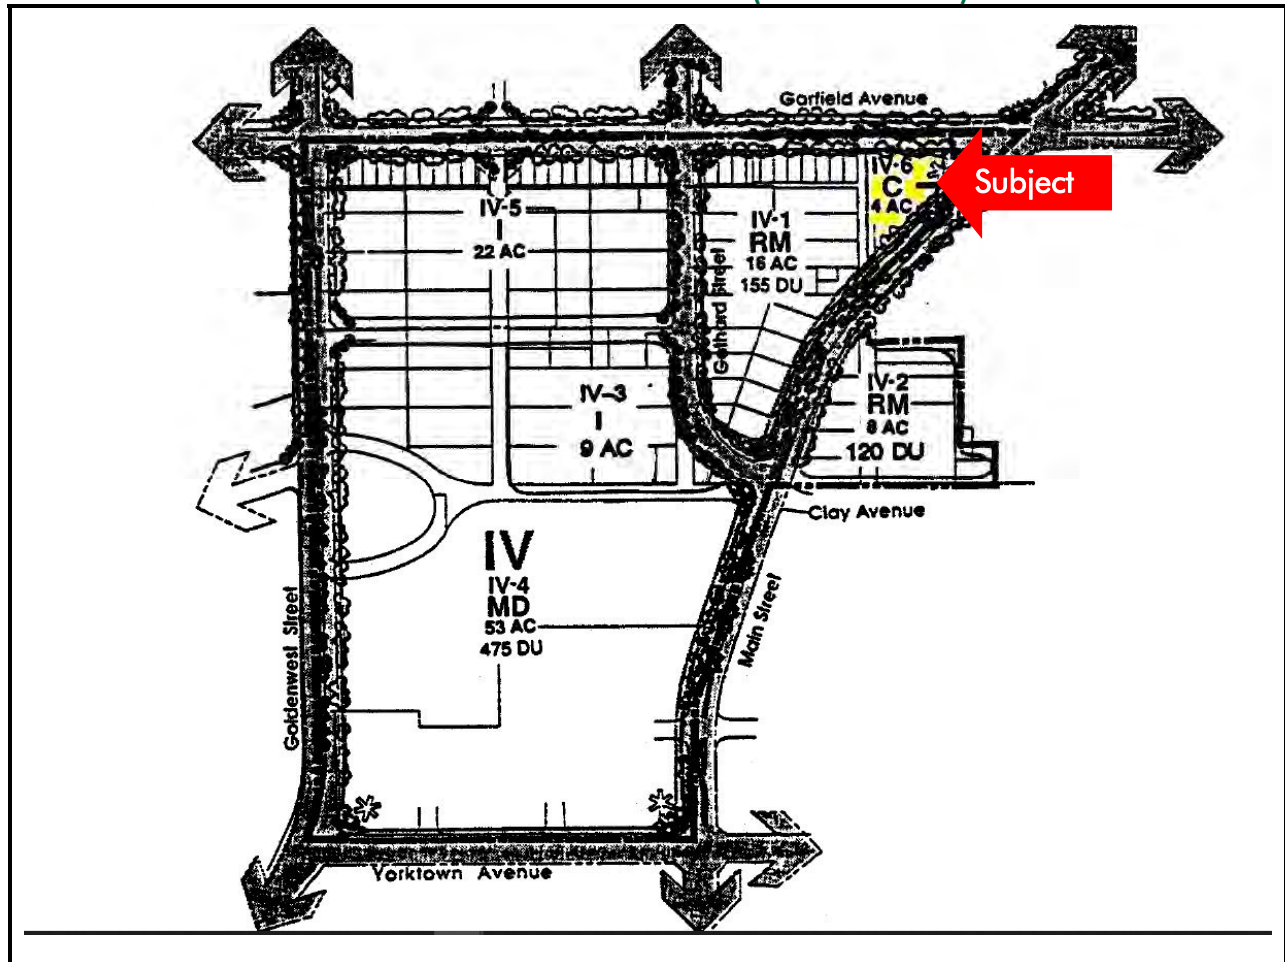 Garfield Avenue
IV-6
C
4 AC
Subject
IV-5
I
22 AC
IV-1
RM
16 AC
155 DU
Gothard Street
IV-3
I
9 AC
IV-2
RM
8 AC
120 DU
Clay Avenue
IV
IV-4
MD
53 AC
475 DU
Goldenwest Street
Main Street
Yorktown Avenue